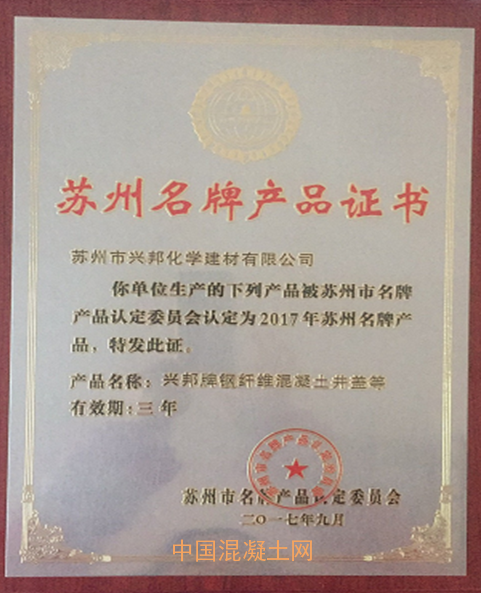 苏州名牌产品证书
苏州市兴邦化学建材有限公司
你单位生产的下列产品被苏州市名牌
产品认定委员会认定为2017年苏州名牌产
品，特发此证。
产品名称：兴邦牌钢纤维混凝土井盖等
有效期：三年
苏州市名牌产品认定委员会
二〇一七年九月
中国混凝土网